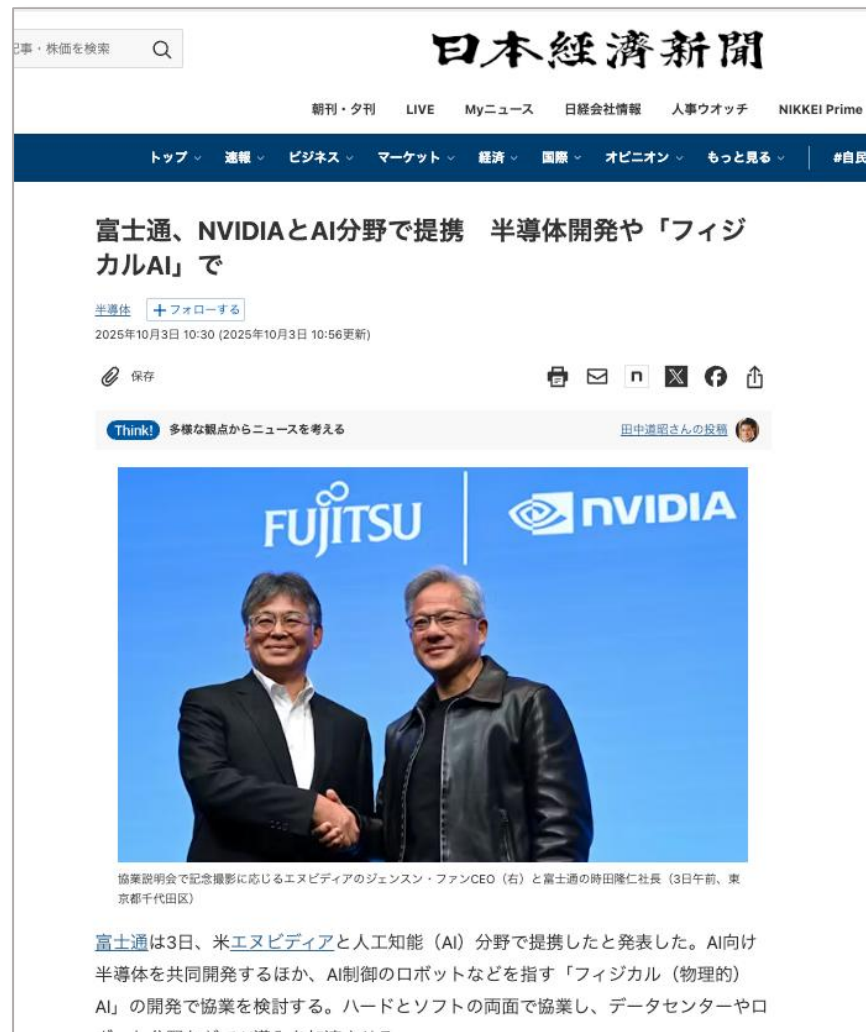 記事・株価を検索
日本経済新聞
朝刊・夕刊 LIVE Myニュース 日経会社情報 人事ウオッチ NIKKEI Prime
トップ 速報 ビジネス マーケット 経済 国際 オピニオン もっと見る #自民
富士通、NVIDIAとAI分野で提携　半導体開発や「フィジ
カルAI」で
半導体 ＋フォローする
2025年10月3日 10:30 (2025年10月3日 10:56更新)
保存
Think! 多様な観点からニュースを考える 田中道昭さんの投稿
FUJITSU NVIDIA
協業説明会で記念撮影に応じるエヌビディアのジェンスン・ファンCEO（右）と富士通の時田隆仁社長（3日午前、東
京都千代田区）
富士通は3日、米エヌビディアと人工知能（AI）分野で提携したと発表した。AI向け
半導体を共同開発するほか、AI制御のロボットなどを指す「フィジカル（物理的）
AI」の開発で協業を検討する。ハードとソフトの両面で協業し、データセンターやロ